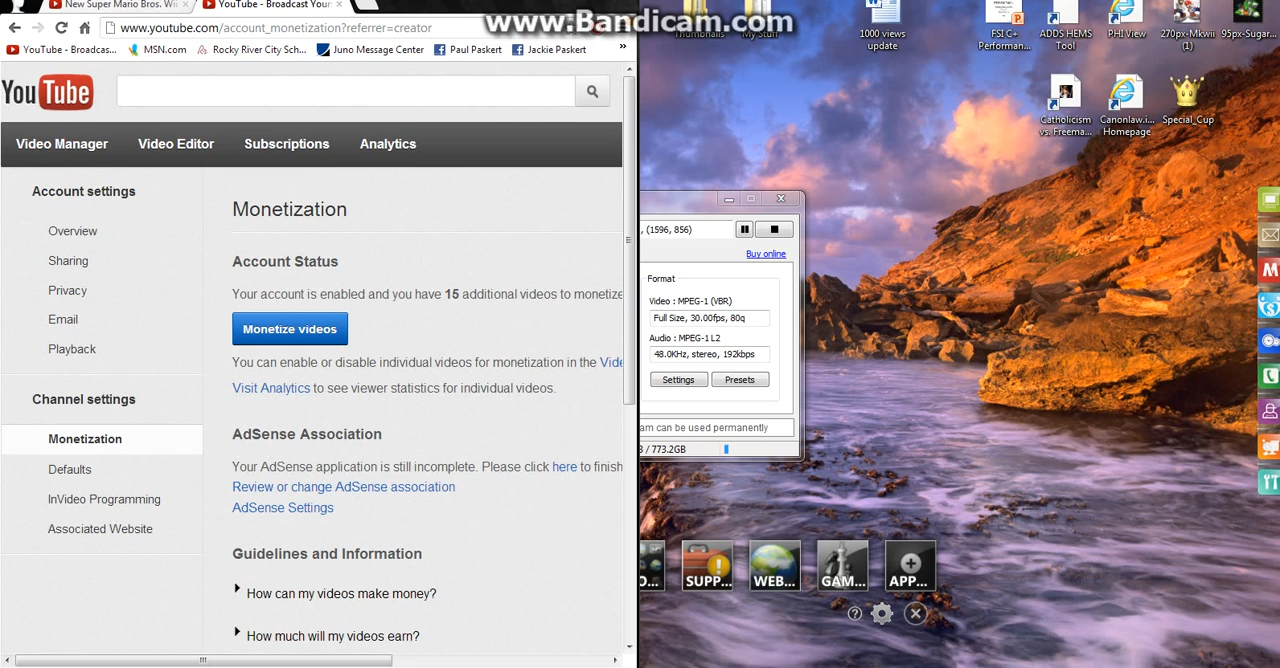 New Super Mario Bros. Wii
YouTube - Broadcast Your
www.Bandicam.com
www.youtube.com/account_monetization?referrer=creator
YouTube - Broadcas...
MSN.com
Rocky River City Sch...
Juno Message Center
Paul Paskert
Jackie Paskert
»
YouTube
Video Manager
Video Editor
Subscriptions
Analytics
Account settings
Overview
Sharing
Privacy
Email
Playback
Channel settings
Monetization
Defaults
InVideo Programming
Associated Website
Monetization
Account Status
Your account is enabled and you have 15 additional videos to monetize
Monetize videos
You can enable or disable individual videos for monetization in the Vide
Visit Analytics to see viewer statistics for individual videos.
AdSense Association
Your AdSense application is still incomplete. Please click here to finish
Review or change AdSense association
AdSense Settings
Guidelines and Information
How can my videos make money?
How much will my videos earn?
Thumbnails
My Stuff
1000 views
update
FSI C+
Performan...
ADDS HEMS
Tool
PHI View
270px-Mkwii
(1)
95px-Sugar...
Catholicism
vs. Freema...
Canonlaw.i...
Homepage
Special_Cup
, (1596, 856)
Buy online
Format
Video : MPEG-1 (VBR)
Full Size, 30.00fps, 80q
Audio : MPEG-1 L2
48.0KHz, stereo, 192kbps
Settings
Presets
am can be used permanently
/ 773.2GB
O...
SUPP...
WEB...
GAM...
APP...
?